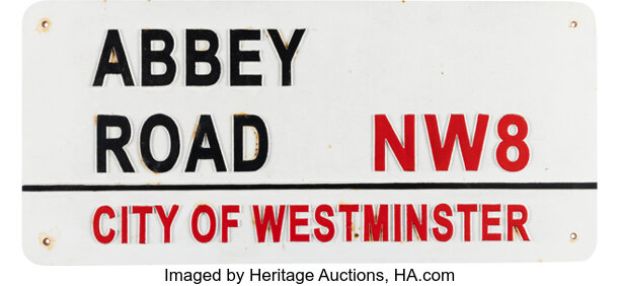 ABBEY
ROAD NW8
CITY OF WESTMINSTER
Imaged by Heritage Auctions, HA.com